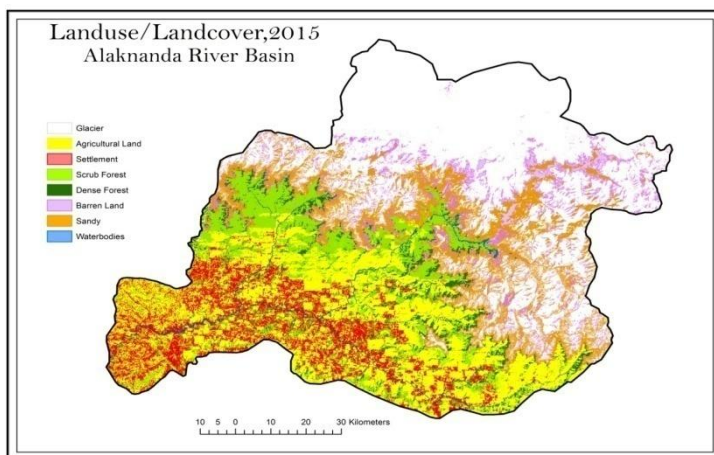 Landuse/Landcover,2015
Alaknanda River Basin
Glacier
Agricultural Land
Settlement
Scrub Forest
Dense Forest
Barren Land
Sandy
Waterbodies
10 5 0 10 20 30 Kilometers